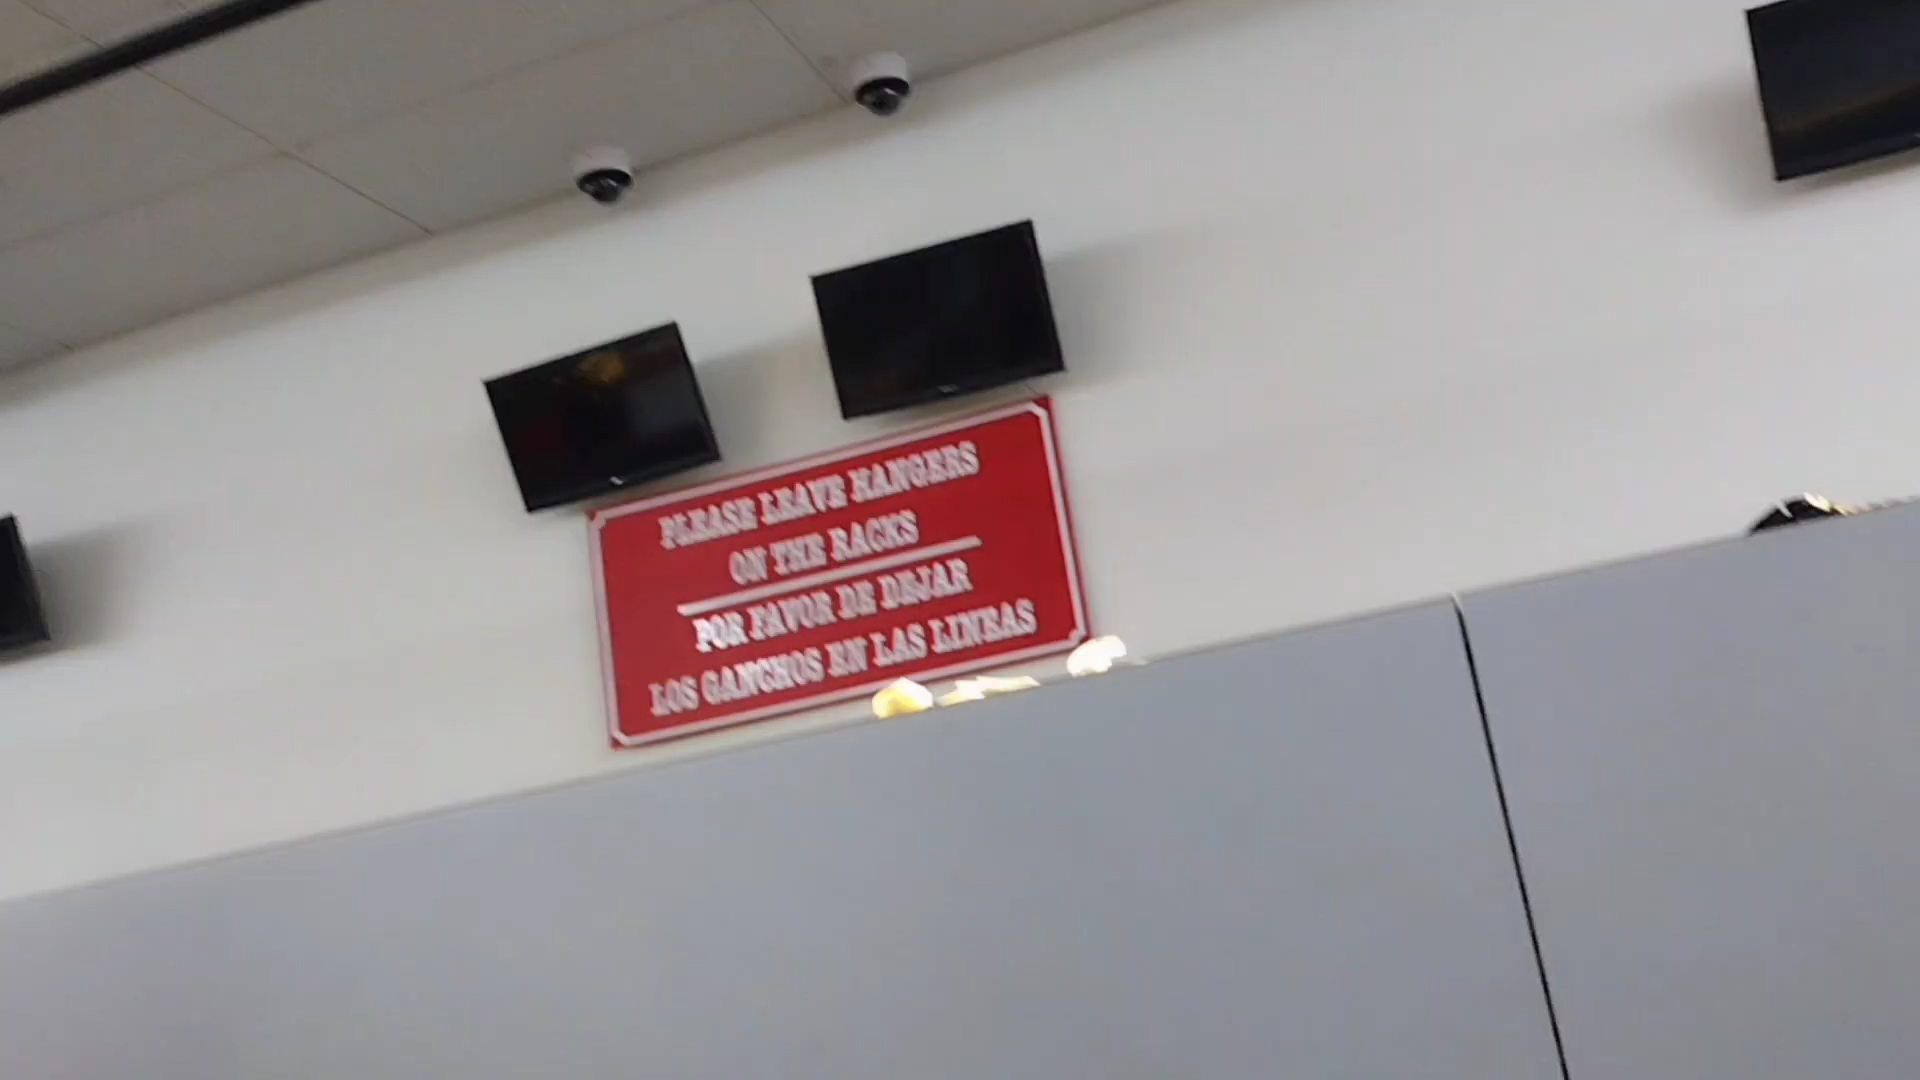 PLEASE LEAVE HANGERS
ON THE RACKS
POR FAVOR DE DEJAR
LOS GANCHOS EN LAS LINEAS